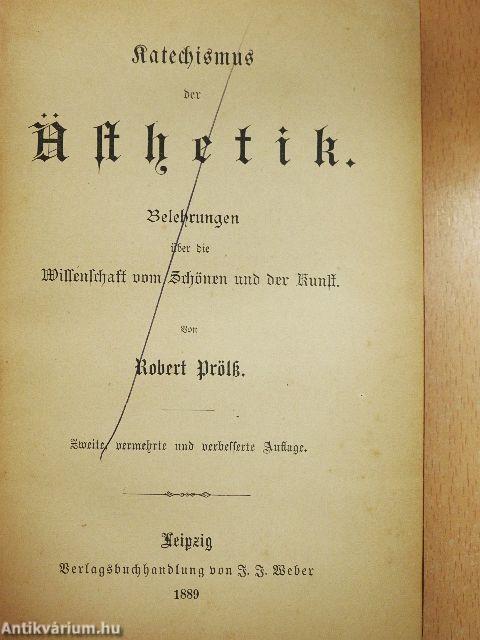 Katechismus
der
Ästhetik.
Belehrungen
über die
Wissenschaft vom Schönen und der Kunst.
Von
Robert Prölß.
Zweite, vermehrte und verbesserte Auflage.
Leipzig
Verlagsbuchhandlung von J. J. Weber
1889
Antikvárium.hu